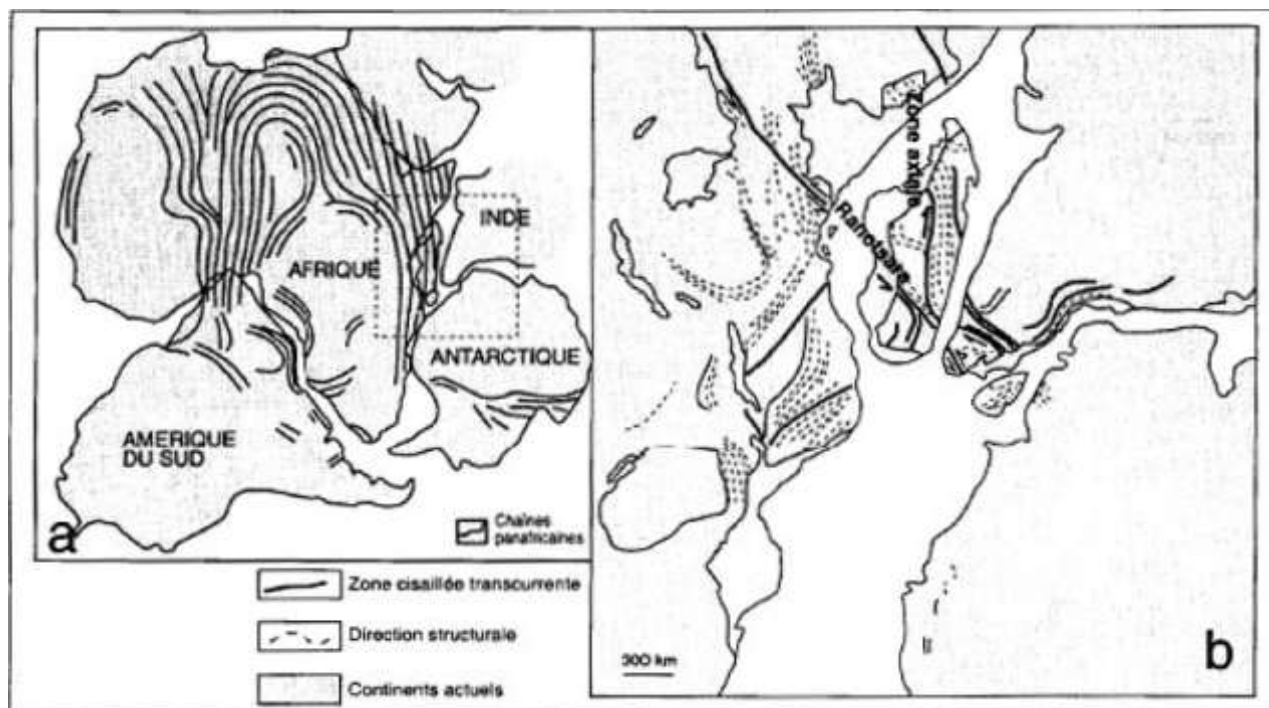 INDE
AFRIQUE
ANTARCTIQUE
AMÉRIQUE
DU SUD
a
Chaînes
panafricaines
Zone cisaillée transcurrente
Direction structurale
Continents actuels
Zone axiale
Ranotsara
300 km
b